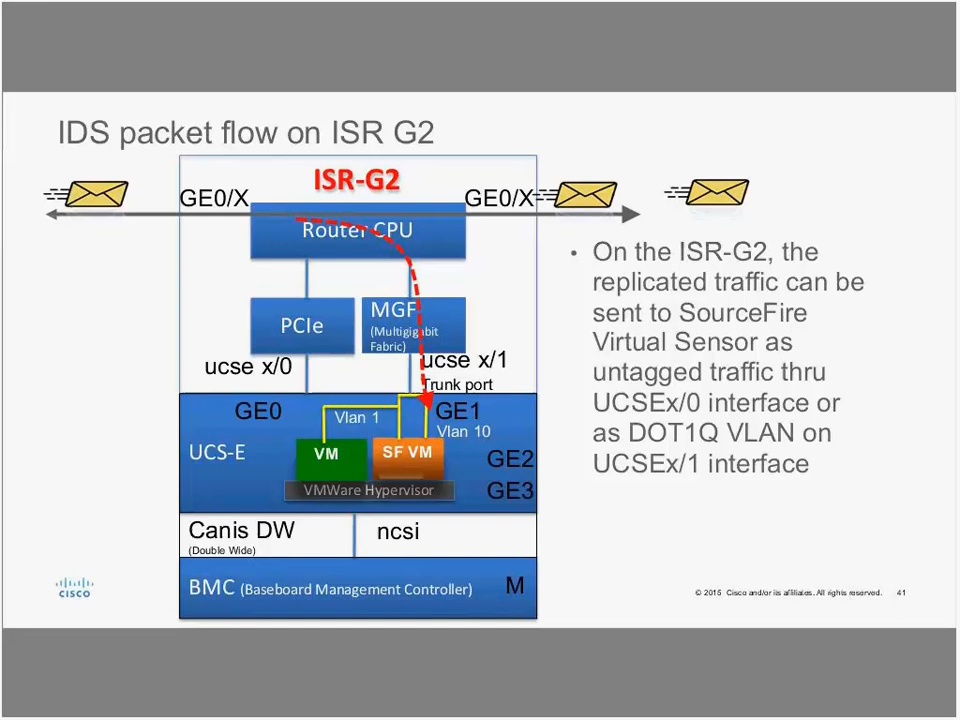 IDS packet flow on ISR G2
ISR-G2
GE0/X
GE0/X
Router CPU
PCIe
MGF
(Multigigabit
Fabric)
ucse x/0
ucse x/1
Trunk port
GE0
Vlan 1
GE1
Vlan 10
UCS-E
VM
SF VM
GE2
VMWare Hypervisor
GE3
Canis DW
(Double Wide)
ncsi
BMC (Baseboard Management Controller)
M
• On the ISR-G2, the
replicated traffic can be
sent to SourceFire
Virtual Sensor as
untagged traffic thru
UCSEx/0 interface or
as DOT1Q VLAN on
UCSEx/1 interface
CISCO
© 2015 Cisco and/or its affiliates. All rights reserved.
41